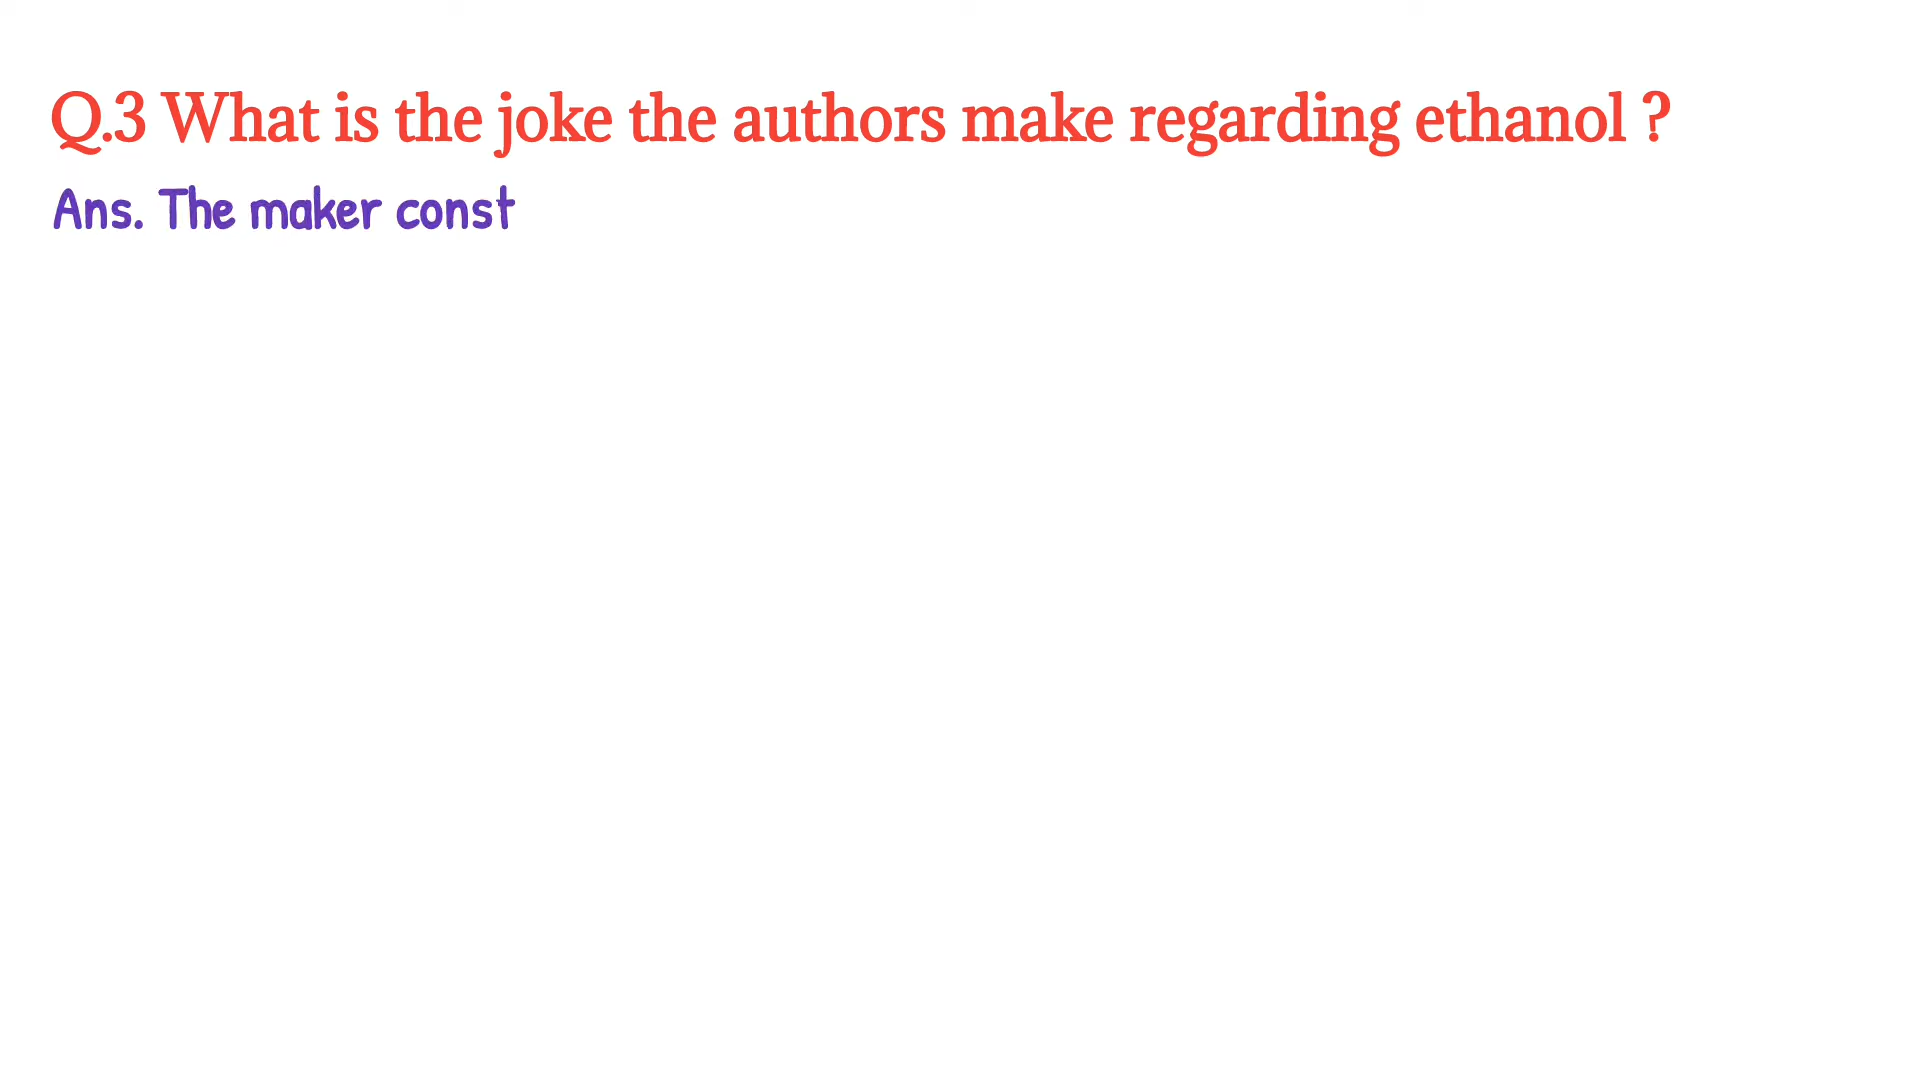 Q.3 What is the joke the authors make regarding ethanol ?
Ans. The maker const